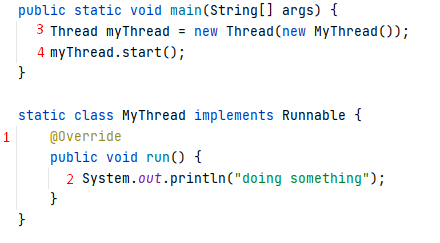 public static void main(String[] args) {
3 Thread myThread = new Thread(new MyThread());
4 myThread.start();
}
static class MyThread implements Runnable {
1 @Override
public void run() {
2 System.out.println("doing something");
}
}